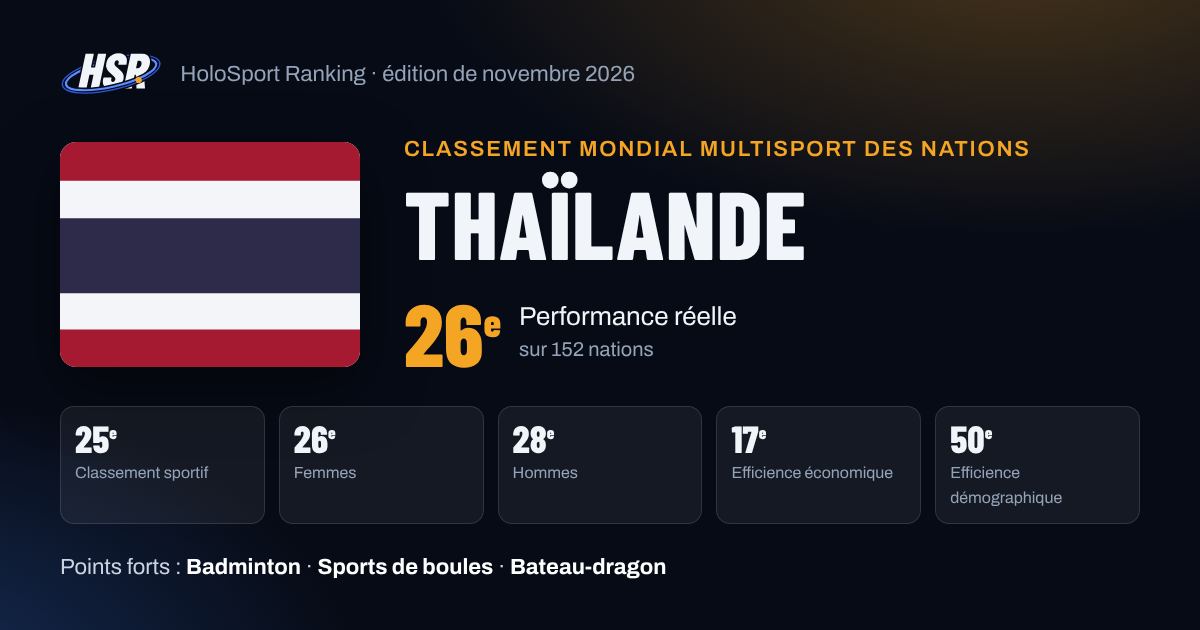 HSR
HoloSport Ranking · édition de novembre 2026
CLASSEMENT MONDIAL MULTISPORT DES NATIONS
THAÏLANDE
26e
Performance réelle
sur 152 nations
25e
Classement sportif
26e
Femmes
28e
Hommes
17e
Efficience économique
50e
Efficience
démographique
Points forts : Badminton · Sports de boules · Bateau-dragon